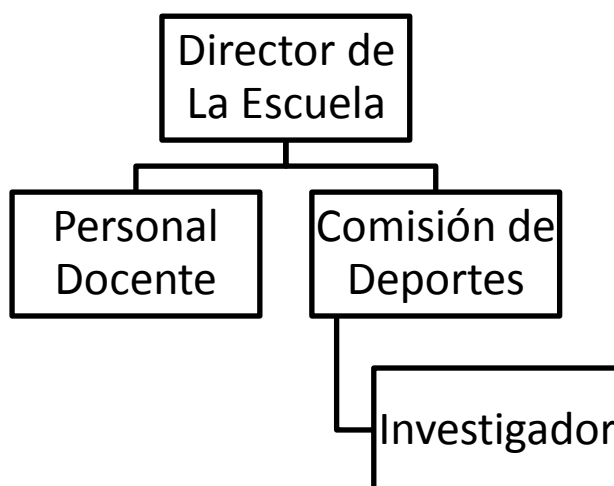 Director de
La Escuela
Personal
Docente
Comisión de
Deportes
Investigador